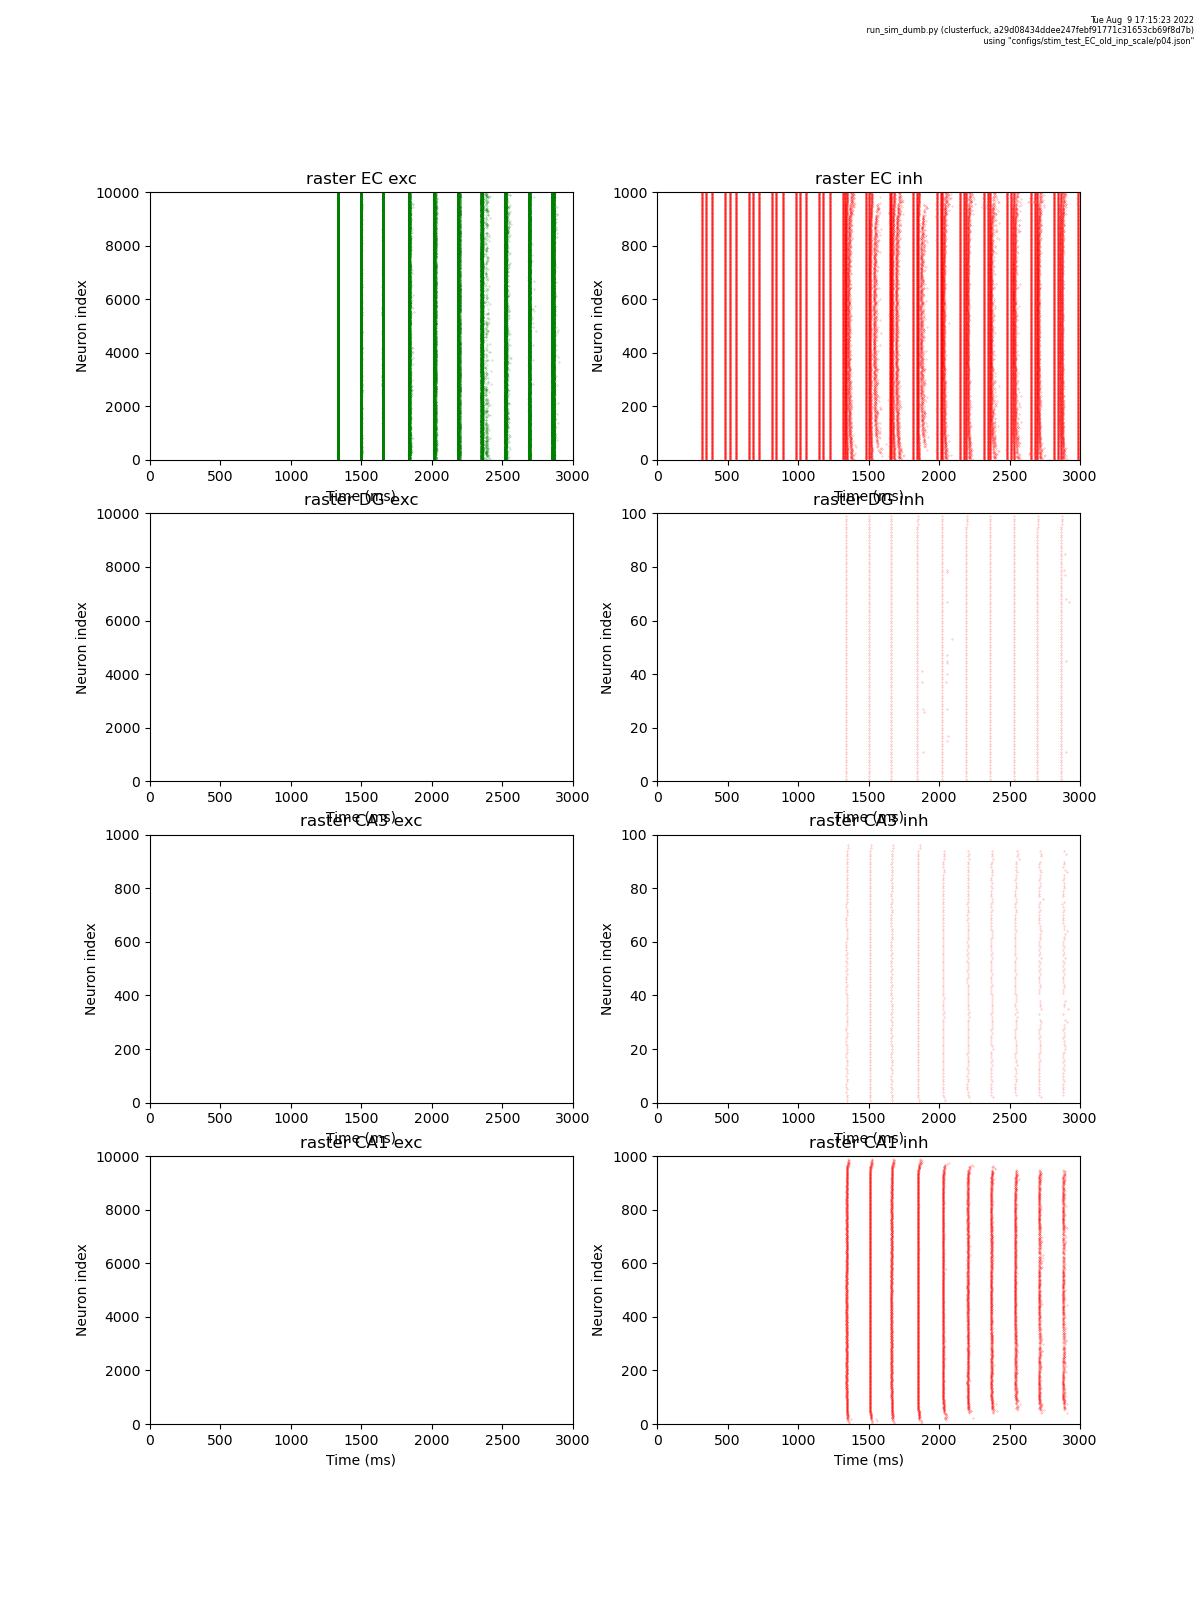 Tue Aug  9 17:15:23 2022
run_sim_dumb.py (clusterfuck, a29d08434ddee247febf91771c31653cb69f8d7b)
using "configs/stim_test_EC_old_inp_scale/p04.json"
raster EC exc
Neuron index
10000
8000
6000
4000
2000
0
0 500 1000 1500 2000 2500 3000
Time (ms)
raster EC inh
Neuron index
1000
800
600
400
200
0
0 500 1000 1500 2000 2500 3000
Time (ms)
raster DG exc
Neuron index
10000
8000
6000
4000
2000
0
0 500 1000 1500 2000 2500 3000
Time (ms)
raster DG inh
Neuron index
100
80
60
40
20
0
0 500 1000 1500 2000 2500 3000
Time (ms)
raster CA3 exc
Neuron index
1000
800
600
400
200
0
0 500 1000 1500 2000 2500 3000
Time (ms)
raster CA3 inh
Neuron index
100
80
60
40
20
0
0 500 1000 1500 2000 2500 3000
Time (ms)
raster CA1 exc
Neuron index
10000
8000
6000
4000
2000
0
0 500 1000 1500 2000 2500 3000
Time (ms)
raster CA1 inh
Neuron index
1000
800
600
400
200
0
0 500 1000 1500 2000 2500 3000
Time (ms)